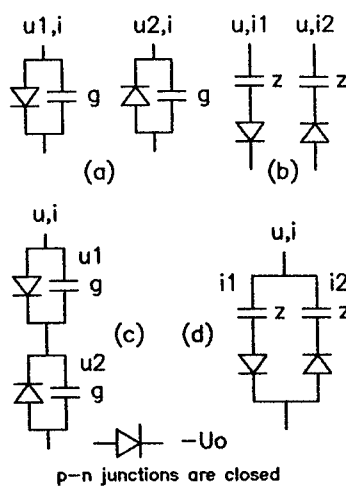 u1,i u2,i u,i1 u,i2
g g z z
(a) (b)
u,i u,i
u1 i1 i2
g z z
(c) (d)
u2
g
-Uo
p-n junctions are closed